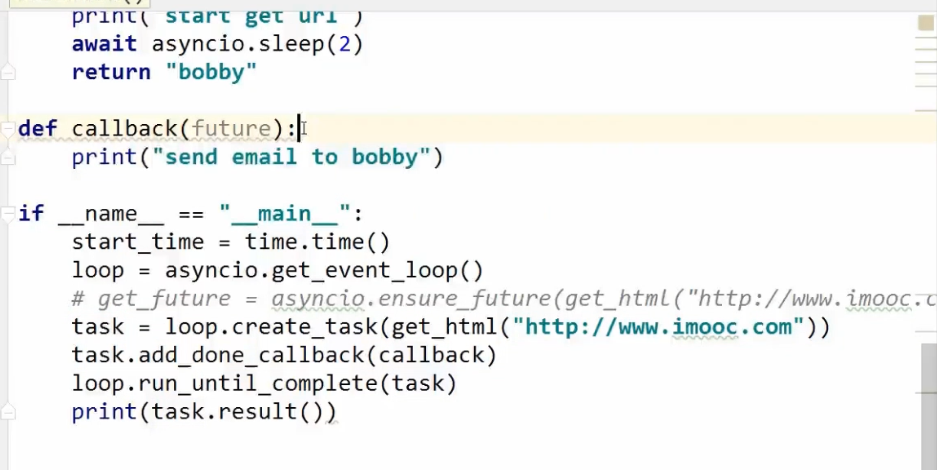 print("start get url")
    await asyncio.sleep(2)
    return "bobby"

def callback(future):
    print("send email to bobby")

if __name__ == "__main__":
    start_time = time.time()
    loop = asyncio.get_event_loop()
    # get_future = asyncio.ensure_future(get_html("http://www.imooc.c
    task = loop.create_task(get_html("http://www.imooc.com"))
    task.add_done_callback(callback)
    loop.run_until_complete(task)
    print(task.result())